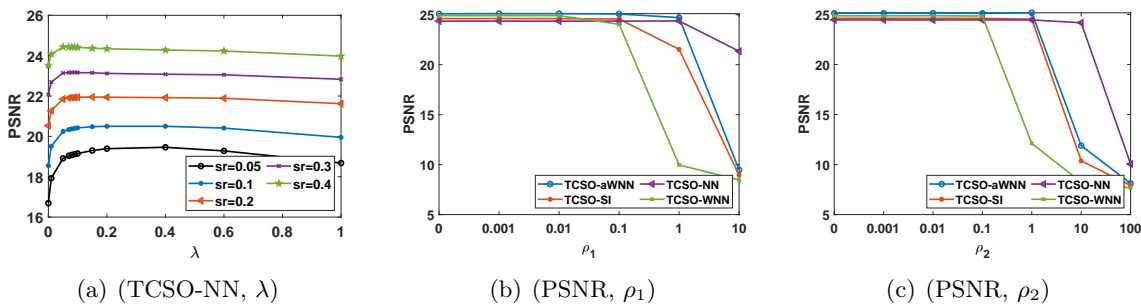 PSNR
26
24
22
20
18
16
0
0.2
0.4
0.6
0.8
1
λ
sr=0.05
sr=0.1
sr=0.2
sr=0.3
sr=0.4
(a) (TCSO-NN, λ)
PSNR
25
20
15
10
5
0
0.001
0.01
0.1
1
10
ρ1
TCSO-aWNN
TCSO-SI
TCSO-NN
TCSO-WNN
(b) (PSNR, ρ1)
PSNR
25
20
15
10
5
0
0.001
0.01
0.1
1
10
100
ρ2
TCSO-aWNN
TCSO-SI
TCSO-NN
TCSO-WNN
(c) (PSNR, ρ2)